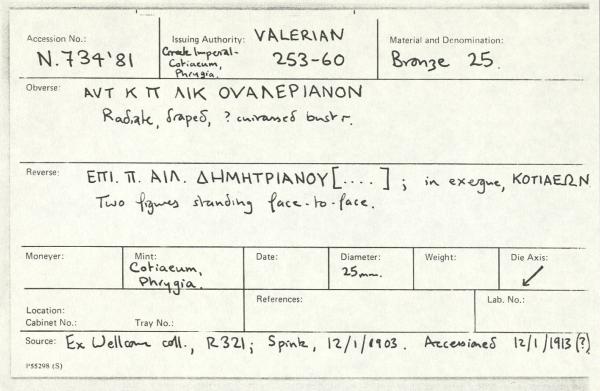 Accession No.:
N.734'81
Issuing Authority: VALERIAN
Greek Imperial-
Cotiaeum,
Phrygia.
253-60
Material and Denomination:
Bronze 25.
Obverse: ΑVΤ Κ Π ΛΙΚ ΟVΑΛΕΡΙΑΝΟΝ
Radiate, draped, ? cuirassed bust r.
Reverse: ΕΠΙ. Π. ΑΙΛ. ΔΗΜΗΤΡΙΑΝΟΥ [....] ; in exergue, ΚΟΤΙΑΕΩΝ
Two figures standing face-to-face.
Moneyer:
Mint:
Cotiaeum,
Phrygia.
Date:
Diameter:
25mm.
Weight:
Die Axis:
↙
Location:
Cabinet No.: Tray No.:
References:
Lab. No.:
Source: Ex Wellcome coll., R321; Spink, 12/1/1903. Accessioned 12/1/1913(?)
P55298 (S)